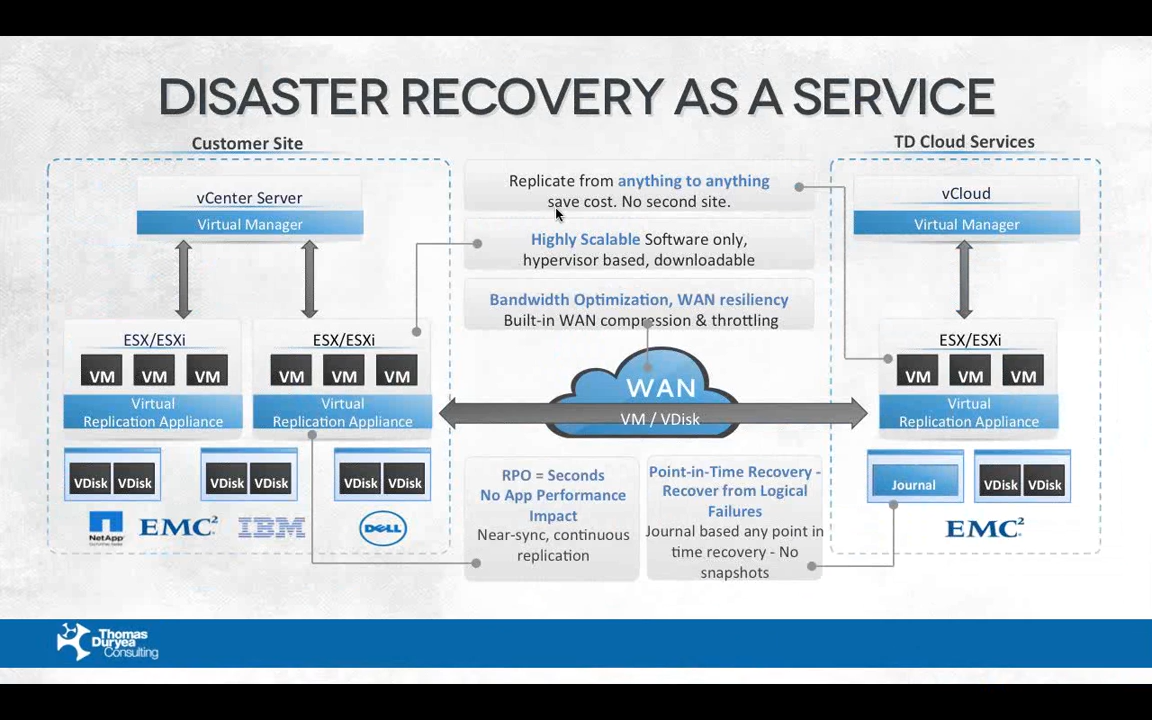 DISASTER RECOVERY AS A SERVICE
Customer Site
vCenter Server
Virtual Manager
ESX/ESXi
VM VM VM
Virtual
Replication Appliance
ESX/ESXi
VM VM VM
Virtual
Replication Appliance
VDisk VDisk
VDisk VDisk
VDisk VDisk
NetApp
EMC²
IBM
DELL
Replicate from anything to anything
save cost. No second site.
Highly Scalable Software only,
hypervisor based, downloadable
Bandwidth Optimization, WAN resiliency
Built-in WAN compression & throttling
WAN
VM / VDisk
RPO = Seconds
No App Performance
Impact
Near-sync, continuous
replication
Point-in-Time Recovery -
Recover from Logical
Failures
Journal based any point in
time recovery - No
snapshots
TD Cloud Services
vCloud
Virtual Manager
ESX/ESXi
VM VM VM
Virtual
Replication Appliance
Journal
VDisk VDisk
EMC²
Thomas
Duryea
Consulting